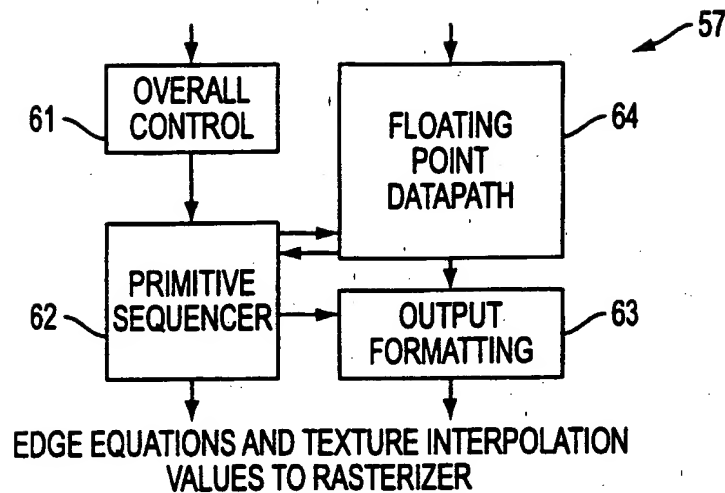 57
OVERALL
CONTROL
61
FLOATING
POINT
DATAPATH
64
PRIMITIVE
SEQUENCER
62
OUTPUT
FORMATTING
63
EDGE EQUATIONS AND TEXTURE INTERPOLATION
VALUES TO RASTERIZER